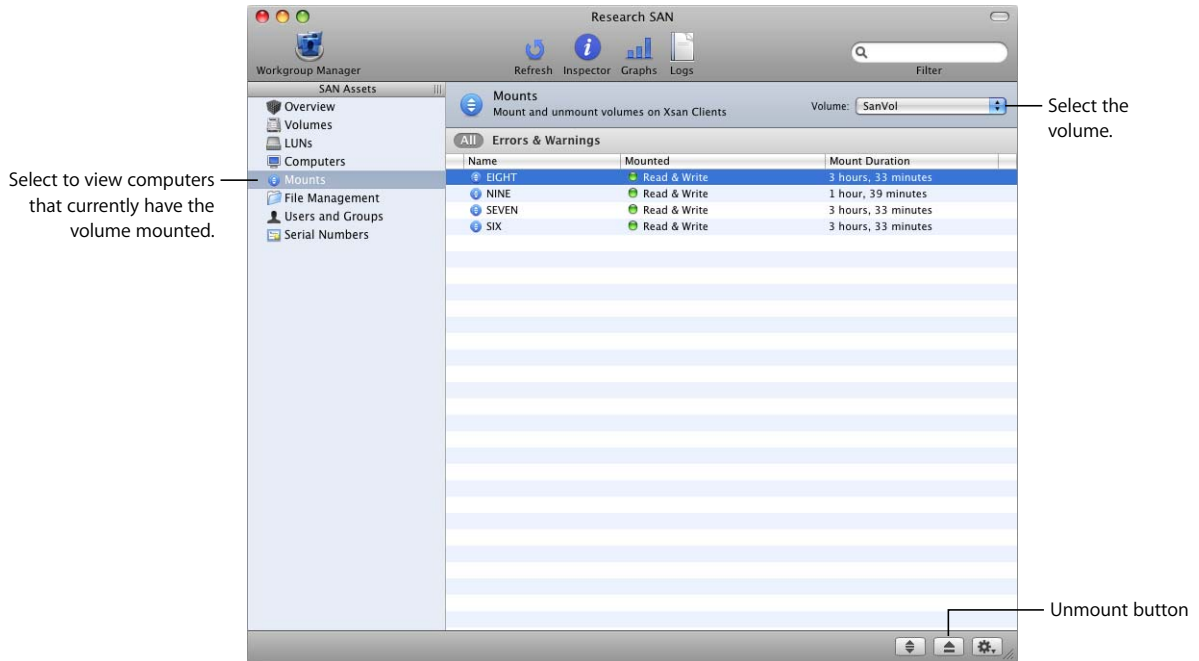 Research SAN
Workgroup Manager
Refresh Inspector Graphs Logs
Filter
SAN Assets
Overview
Volumes
LUNs
Computers
Mounts
File Management
Users and Groups
Serial Numbers
Mounts
Mount and unmount volumes on Xsan Clients
Volume: SanVol
All Errors & Warnings
Name Mounted Mount Duration
EIGHT Read & Write 3 hours, 33 minutes
NINE Read & Write 1 hour, 39 minutes
SEVEN Read & Write 3 hours, 33 minutes
SIX Read & Write 3 hours, 33 minutes
Select the
volume.
Select to view computers
that currently have the
volume mounted.
Unmount button